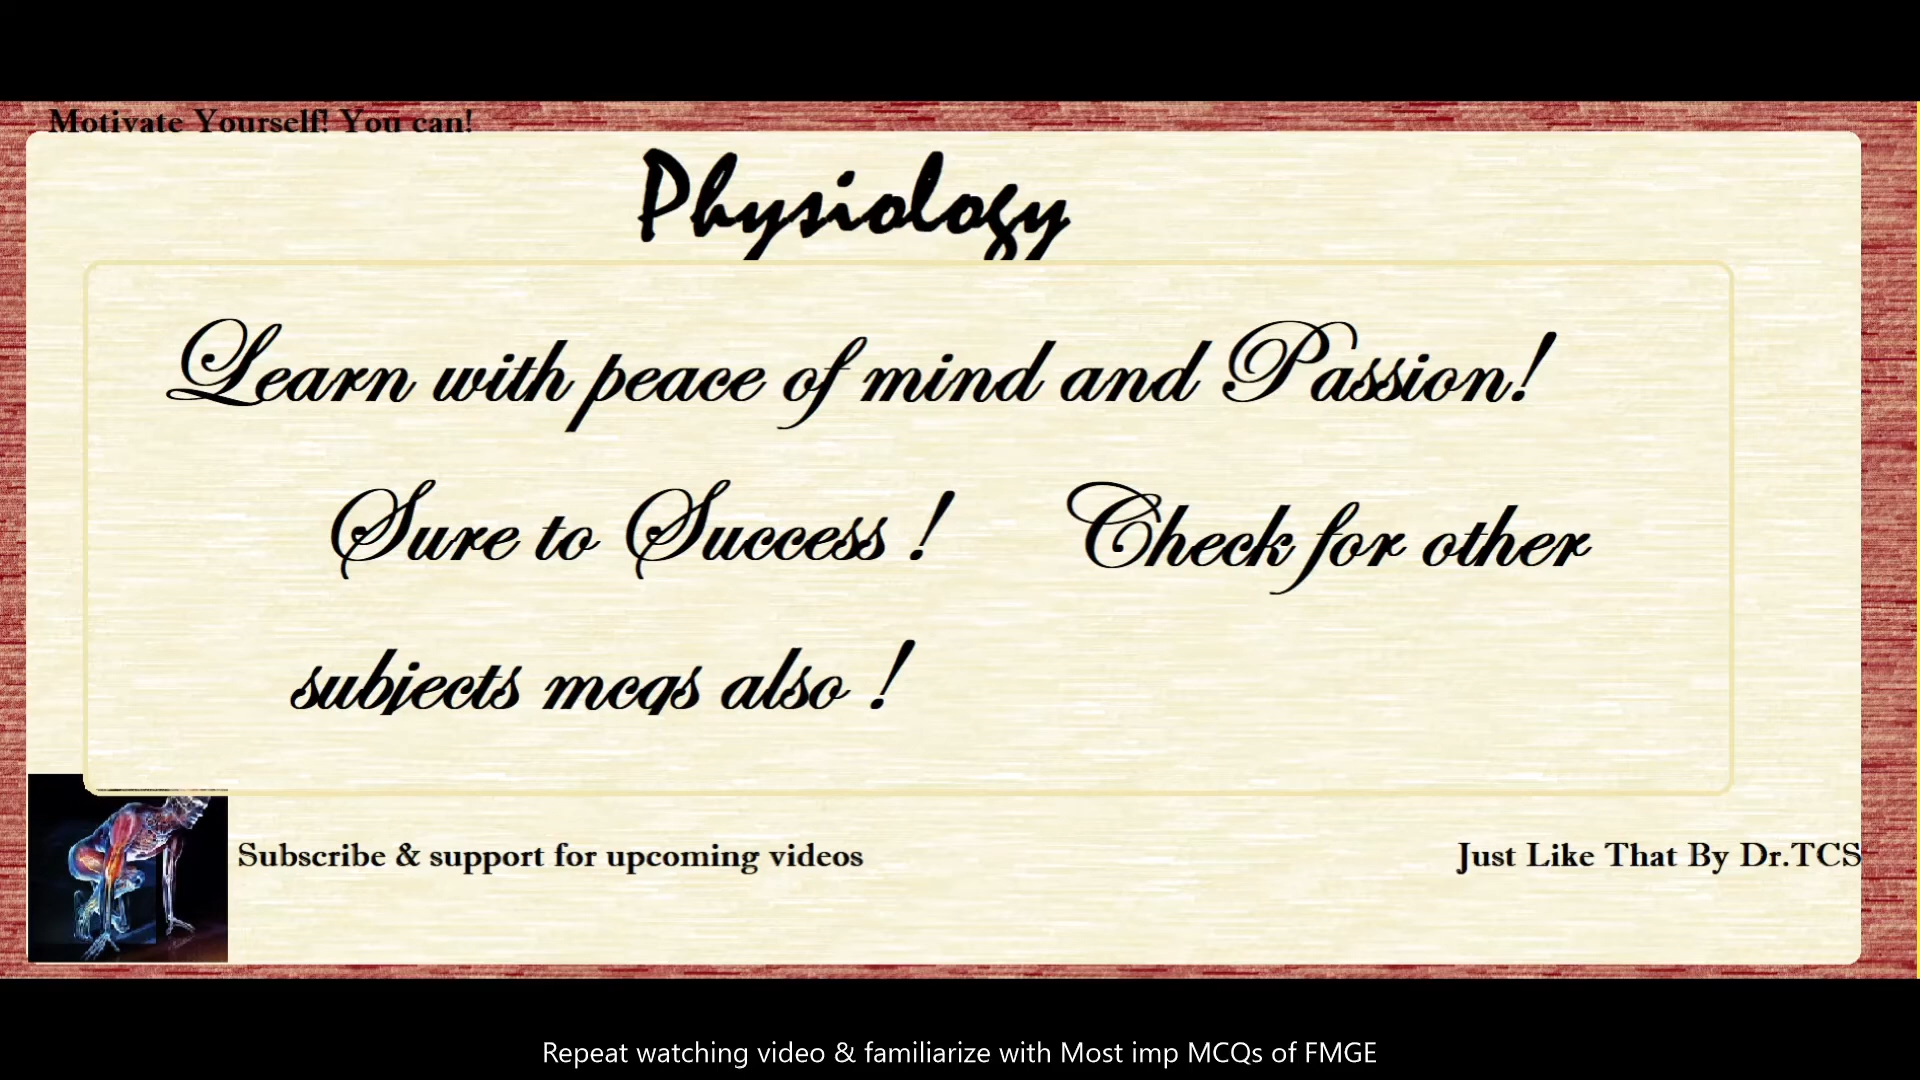 Motivate Yourself! You can!
Physiology
Learn with peace of mind and Passion!
Sure to Success ! Check for other
subjects mcqs also !
Subscribe & support for upcoming videos
Just Like That By Dr.TCS
Repeat watching video & familiarize with Most imp MCQs of FMGE